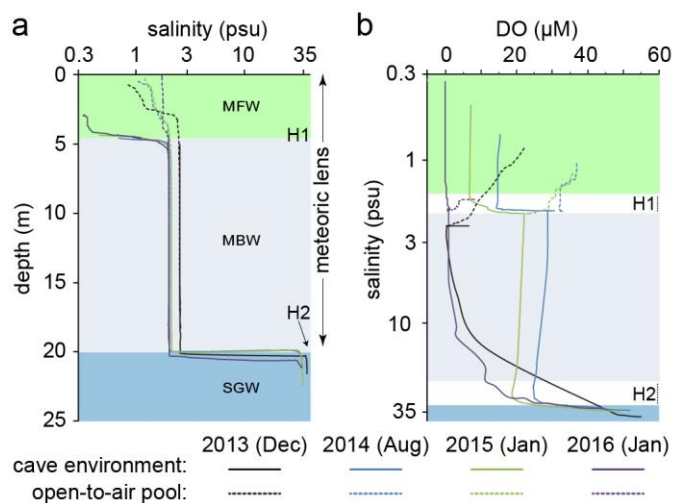 a
salinity (psu)
0.3 1 3 10 35
0
5
10
15
20
25
depth (m)
MFW
H1
MBW
meteoric lens
H2
SGW
b
DO (µM)
0 20 40 60
0.3
1
3
10
35
salinity (psu)
H1
H2
2013 (Dec) 2014 (Aug) 2015 (Jan) 2016 (Jan)
cave environment:
open-to-air pool: